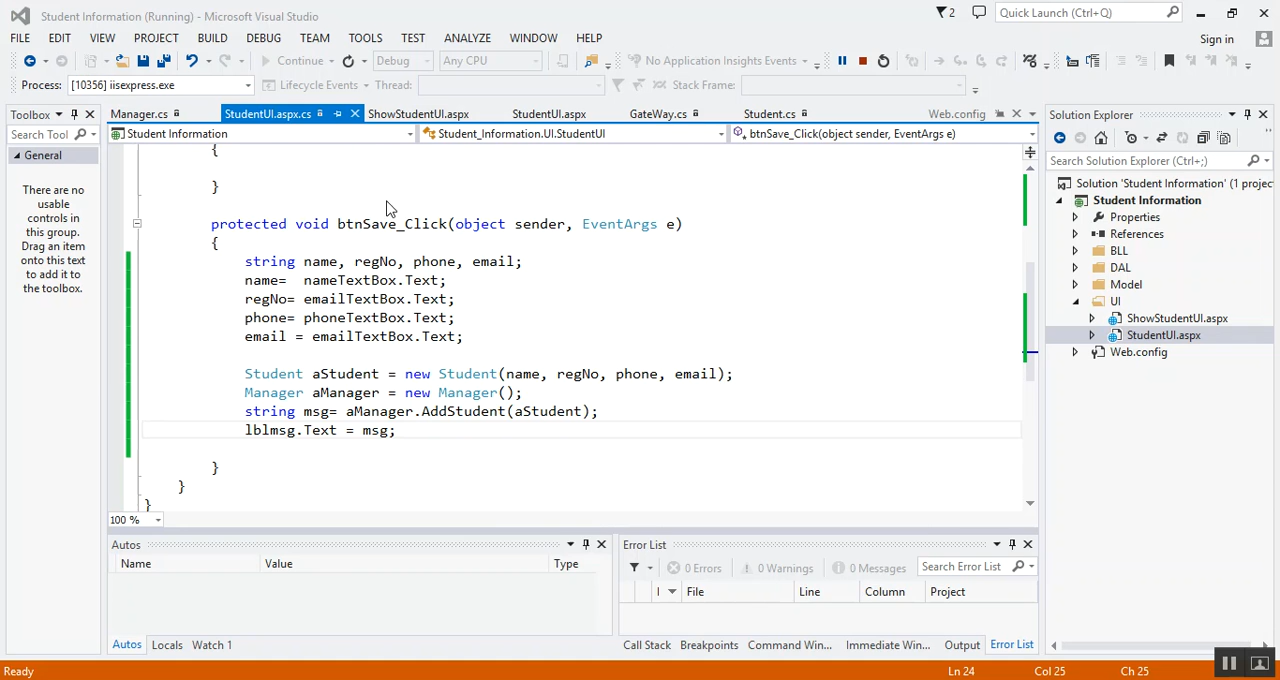 Student Information (Running) - Microsoft Visual Studio
2
Quick Launch (Ctrl+Q)
FILE EDIT VIEW PROJECT BUILD DEBUG TEAM TOOLS TEST ANALYZE WINDOW HELP
Sign in
Continue Debug Any CPU No Application Insights Events
Process: [10356] iisexpress.exe Lifecycle Events Thread: Stack Frame:
Toolbox
Manager.cs StudentUI.aspx.cs ShowStudentUI.aspx StudentUI.aspx GateWay.cs Student.cs Web.config
Solution Explorer
Search Tool
Student Information
Student_Information.UI.StudentUI
btnSave_Click(object sender, EventArgs e)
General
There are no
usable
controls in
this group.
Drag an item
onto this text
to add it to
the toolbox.
{
}
protected void btnSave_Click(object sender, EventArgs e)
{
string name, regNo, phone, email;
name=  nameTextBox.Text;
regNo= emailTextBox.Text;
phone= phoneTextBox.Text;
email = emailTextBox.Text;
Student aStudent = new Student(name, regNo, phone, email);
Manager aManager = new Manager();
string msg= aManager.AddStudent(aStudent);
lblmsg.Text = msg;
}
}
}
100 %
Search Solution Explorer (Ctrl+;)
Solution 'Student Information' (1 projec
Student Information
Properties
References
BLL
DAL
Model
UI
ShowStudentUI.aspx
StudentUI.aspx
Web.config
Autos
Name Value Type
Autos Locals Watch 1
Error List
0 Errors 0 Warnings 0 Messages Search Error List
File Line Column Project
Call Stack Breakpoints Command Win... Immediate Win... Output Error List
Ready Ln 24 Col 25 Ch 25